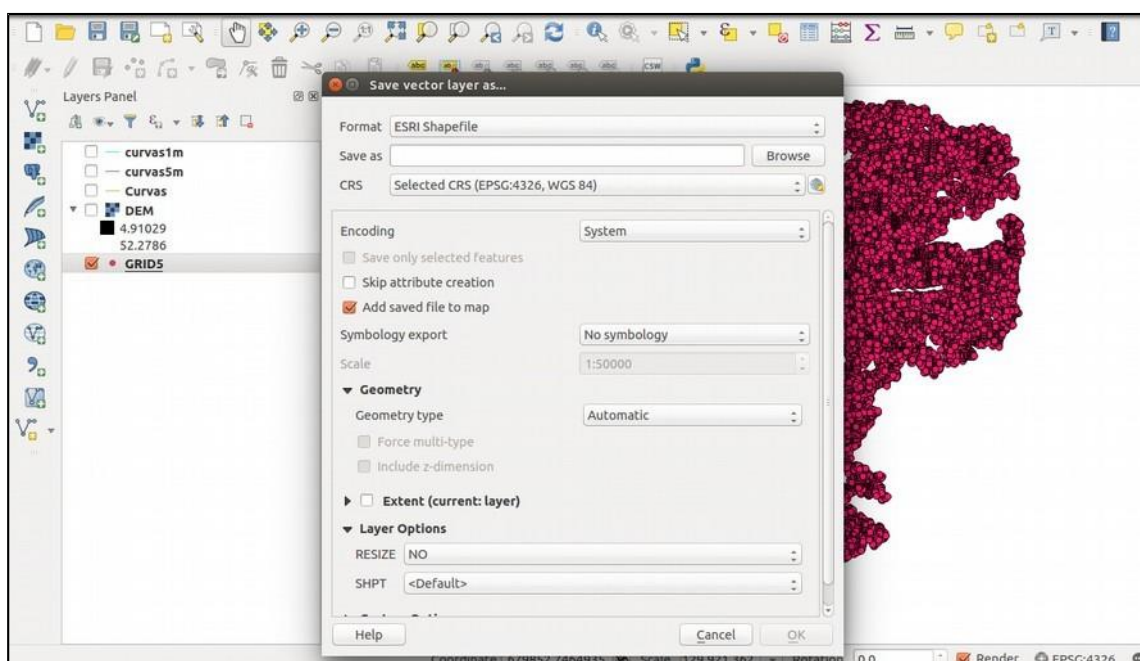 Save vector layer as...
Layers Panel
Format ESRI Shapefile
Save as Browse
CRS Selected CRS (EPSG:4326, WGS 84)
curvas1m
curvas5m
Curvas
DEM
4.91029
52.2786
GRID5
Encoding System
Save only selected features
Skip attribute creation
Add saved file to map
Symbology export No symbology
Scale 1:50000
Geometry
Geometry type Automatic
Force multi-type
Include z-dimension
Extent (current: layer)
Layer Options
RESIZE NO
SHPT <Default>
Help Cancel OK
Rotation 0.0 Render EPSG:4326